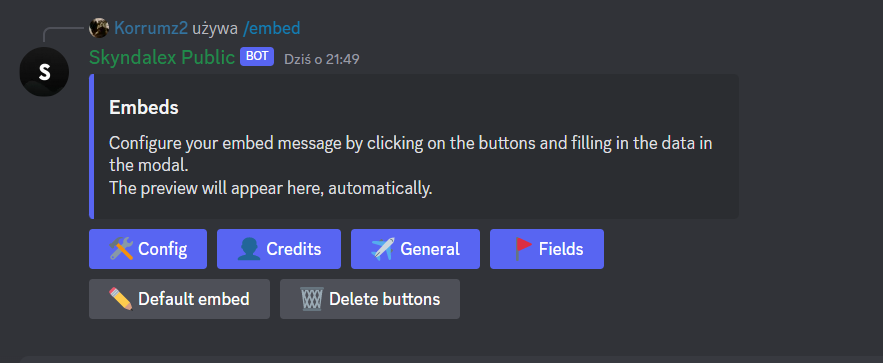 Korrumz2 używa /embed
S
Skyndalex Public BOT Dziś o 21:49
Embeds
Configure your embed message by clicking on the buttons and filling in the data in
the modal.
The preview will appear here, automatically.
Config Credits General Fields
Default embed Delete buttons